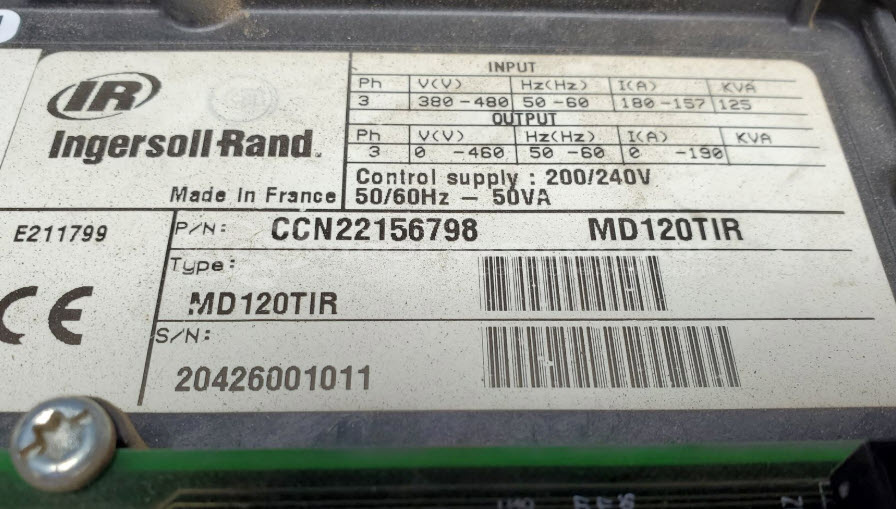 IR
Ingersoll-Rand
Made in France
INPUT
Ph V(V) Hz(Hz) I(A) KVA
3 380-480 50-60 180-157 125
OUTPUT
Ph V(V) Hz(Hz) I(A) KVA
3 0 -460 50 -60 0 -190
Control supply : 200/240V
50/60Hz – 50VA
E211799
P/N: CCN22156798 MD120TIR
Type:
MD120TIR
CE
S/N:
20426001011